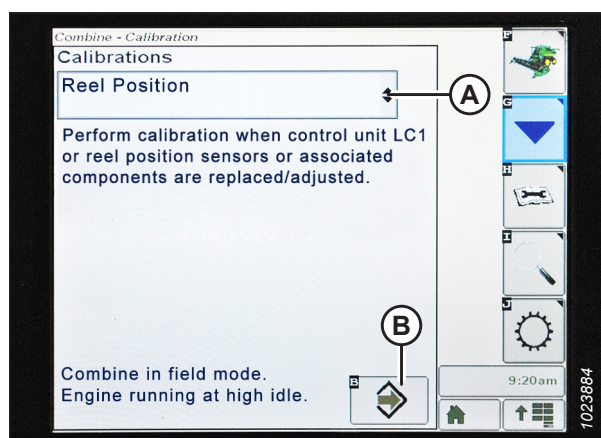 Combine - Calibration
Calibrations
Reel Position
A
Perform calibration when control unit LC1
or reel position sensors or associated
components are replaced/adjusted.
B
Combine in field mode.
Engine running at high idle.
B
F
G
H
I
J
9:20am
1023884